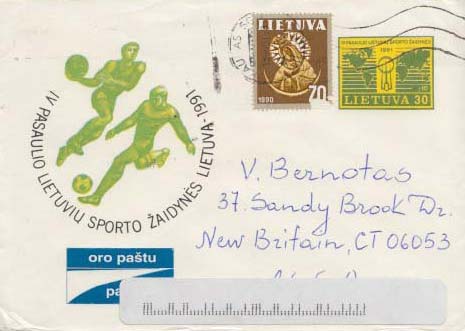 LIETUVA
1990
70
IV PASAULIO LIETUVIŲ SPORTO ŽAIDYNĖS
1991
LIETUVA 30
IV PASAULIO LIETUVIŲ SPORTO ŽAIDYNĖS LIETUVA-1991
V. Bernotas
37. Sandy Brook Dr.
New Britain, CT 06053
oro paštu